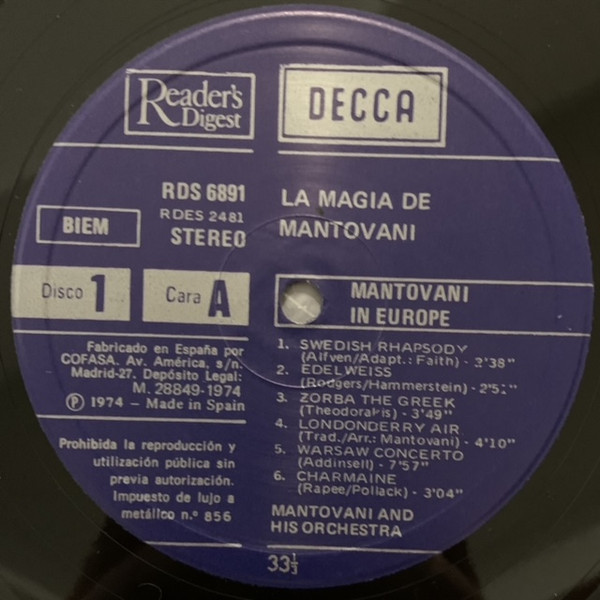 Reader's
Digest
DECCA
RDS 6891
RDES 2481
BIEM
STEREO
LA MAGIA DE
MANTOVANI
Disco 1
Cara A
MANTOVANI
IN EUROPE
Fabricado en España por
COFASA. Av. América, s/n.
Madrid-27. Depósito Legal:
M. 28849-1974
Ⓟ 1974 - Made in Spain
Prohibida la reproducción y
utilización pública sin
previa autorización.
Impuesto de lujo a
metálico n.º 856
1. SWEDISH RHAPSODY
(Alfven/Adapt.: Faith) - 2'38"
2. EDELWEISS
(Rodgers/Hammerstein) - 2'51"
3. ZORBA THE GREEK
(Theodorakis) - 3'49"
4. LONDONDERRY AIR
(Trad./Arr.: Mantovani) - 4'10"
5. WARSAW CONCERTO
(Addinsell) - 7'57"
6. CHARMAINE
(Rapee/Pollack) - 3'04"
MANTOVANI AND
HIS ORCHESTRA
33⅓